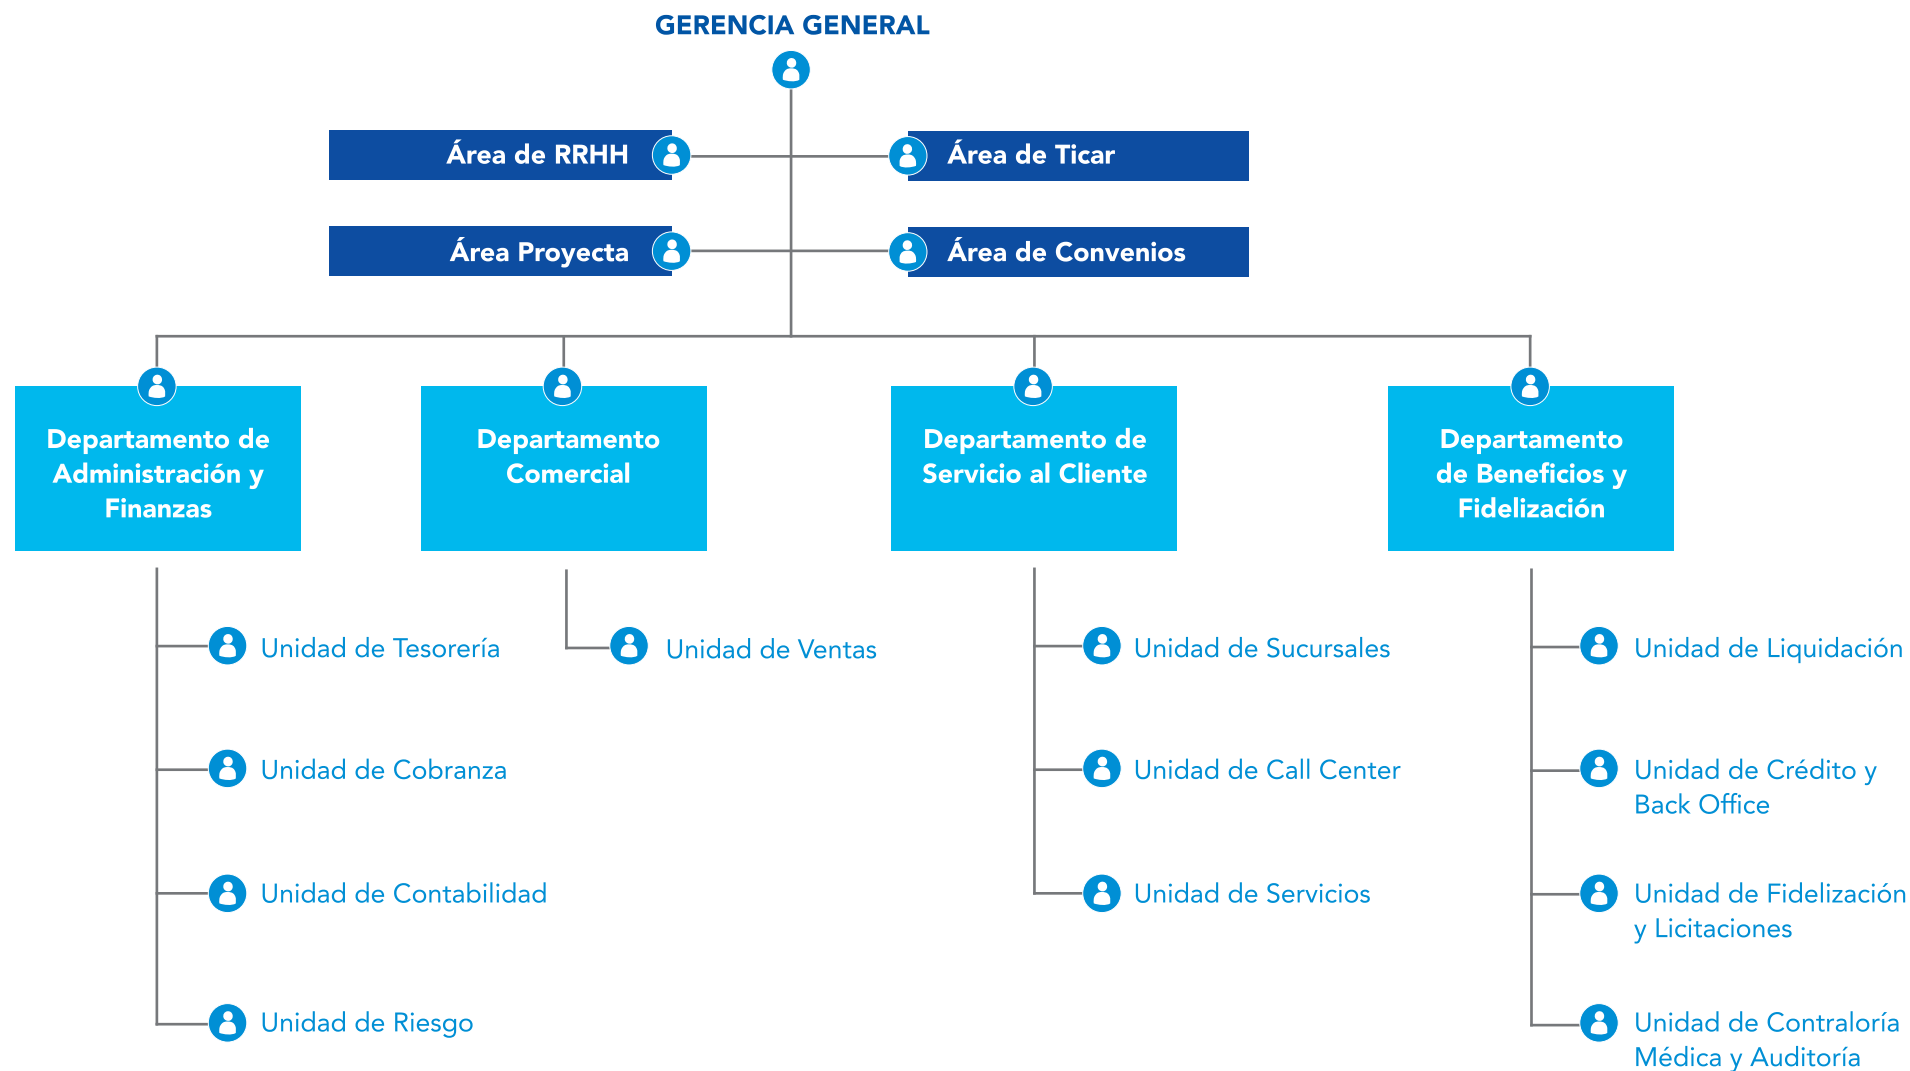 GERENCIA GENERAL
Área de RRHH
Área de Ticar
Área Proyecta
Área de Convenios
Departamento de
Administración y
Finanzas
Departamento
Comercial
Departamento de
Servicio al Cliente
Departamento
de Beneficios y
Fidelización
Unidad de Tesorería
Unidad de Cobranza
Unidad de Contabilidad
Unidad de Riesgo
Unidad de Ventas
Unidad de Sucursales
Unidad de Call Center
Unidad de Servicios
Unidad de Liquidación
Unidad de Crédito y
Back Office
Unidad de Fidelización
y Licitaciones
Unidad de Contraloría
Médica y Auditoría